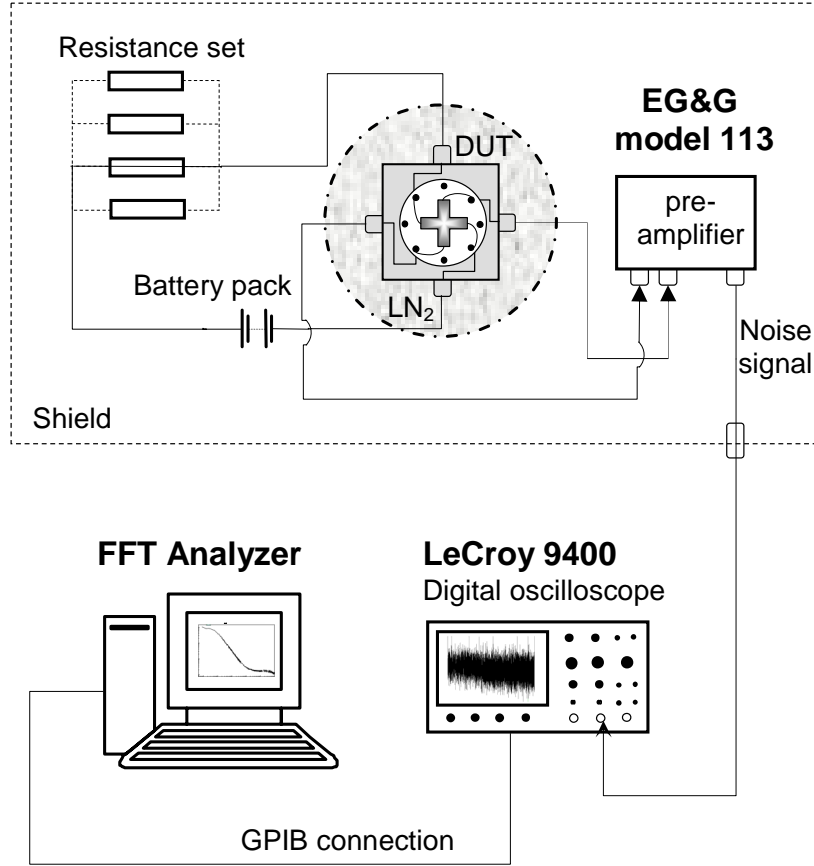 Resistance set
EG&G
model 113
DUT
pre-
amplifier
Battery pack
LN₂
Noise
signal
Shield
FFT Analyzer
LeCroy 9400
Digital oscilloscope
GPIB connection